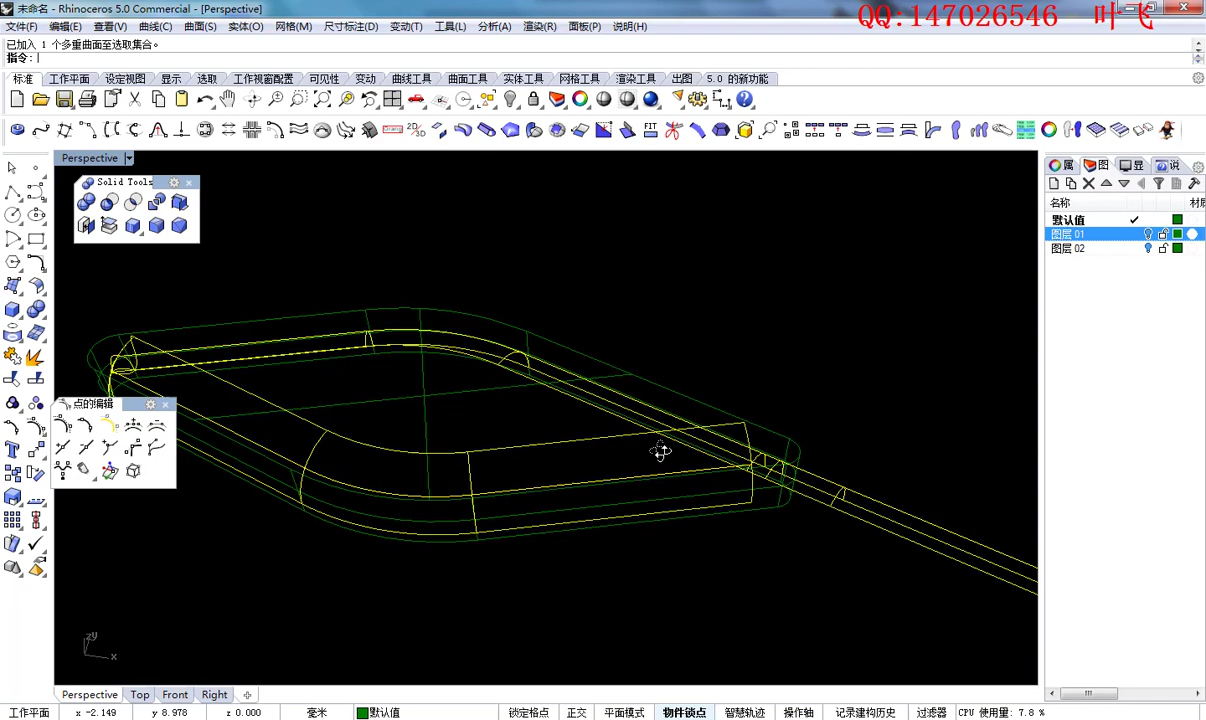 未命名 - Rhinoceros 5.0 Commercial - [Perspective]
QQ:147026546 叶飞
文件(F) 编辑(E) 查看(V) 曲线(C) 曲面(S) 实体(O) 网格(M) 尺寸标注(D) 变动(T) 工具(L) 分析(A) 渲染(R) 面板(P) 说明(H)
已加入 1 个多重曲面至选取集合。
指令:
标准 工作平面 设定视图 显示 选取 工作视窗配置 可见性 变动 曲线工具 曲面工具 实体工具 网格工具 渲染工具 出图 5.0 的新功能
2D/3D FIT
Perspective
属 图 显 说
Solid Tools
名称 材
默认值
图层 01
图层 02
点的编辑
zy
x
Perspective Top Front Right
工作平面 x -2.149 y 8.978 z 0.000 毫米 默认值 锁定格点 正交 平面模式 物件锁点 智慧轨迹 操作轴 记录建构历史 过滤器 CPU 使用量: 7.8 %